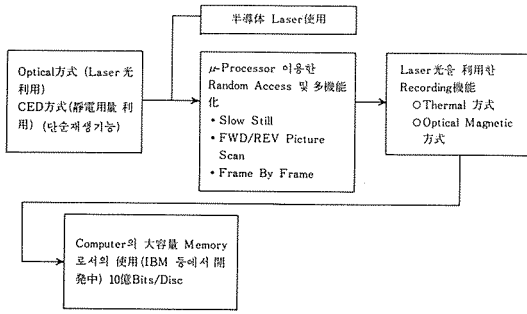 半導体 Laser使用
Optical方式 (Laser光
利用)
CED方式(靜電用量 利
用) (단순재생기능)
μ-Processor 이용한
Random Access 및 多機能
化
• Slow Still
• FWD/REV Picture
Scan
• Frame By Frame
Laser光을 利用한
Recording機能
○Thermal 方式
○Optical Magnetic
方式
Computer의 大容量 Memory
로서의 使用(IBM 등에서 開
発中) 10億Bits/Disc